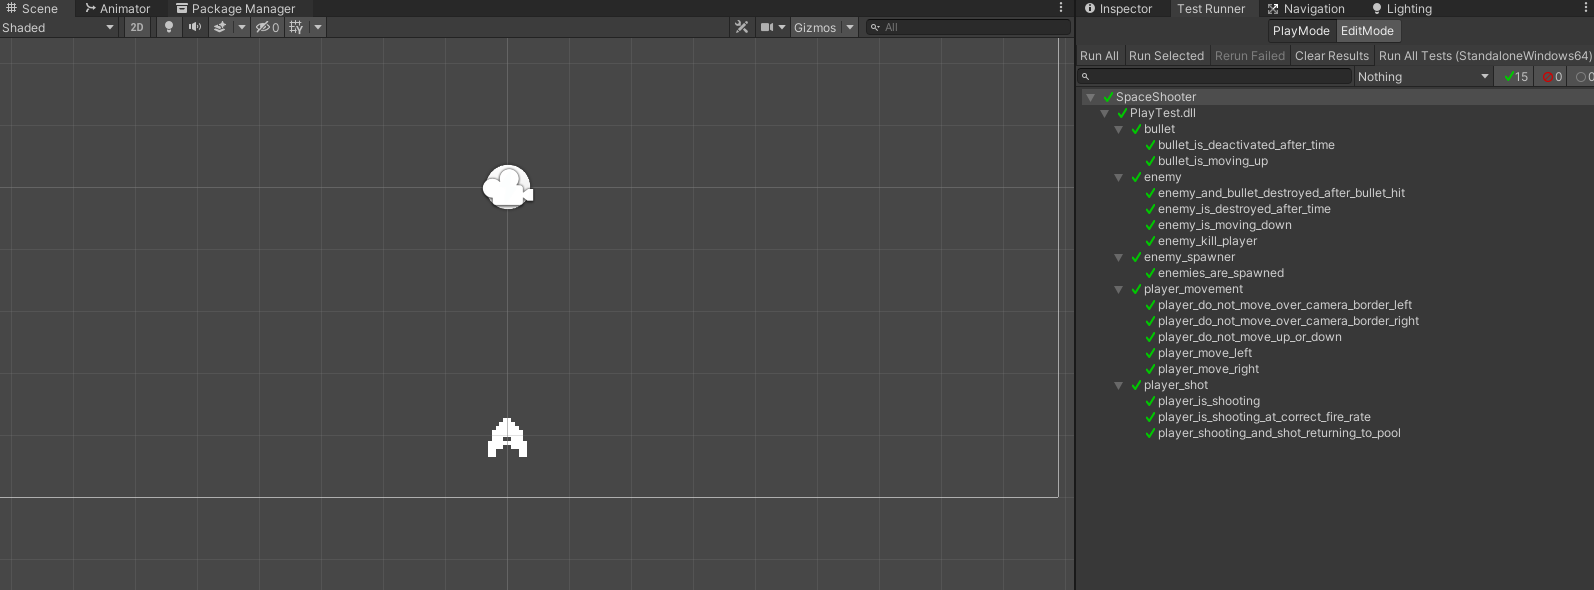 Scene Animator Package Manager
Shaded 2D 0 Gizmos All
Inspector Test Runner Navigation Lighting
PlayMode EditMode
Run All Run Selected Rerun Failed Clear Results Run All Tests (StandaloneWindows64)
Nothing 15 0 0
SpaceShooter
PlayTest.dll
bullet
bullet_is_deactivated_after_time
bullet_is_moving_up
enemy
enemy_and_bullet_destroyed_after_bullet_hit
enemy_is_destroyed_after_time
enemy_is_moving_down
enemy_kill_player
enemy_spawner
enemies_are_spawned
player_movement
player_do_not_move_over_camera_border_left
player_do_not_move_over_camera_border_right
player_do_not_move_up_or_down
player_move_left
player_move_right
player_shot
player_is_shooting
player_is_shooting_at_correct_fire_rate
player_shooting_and_shot_returning_to_pool